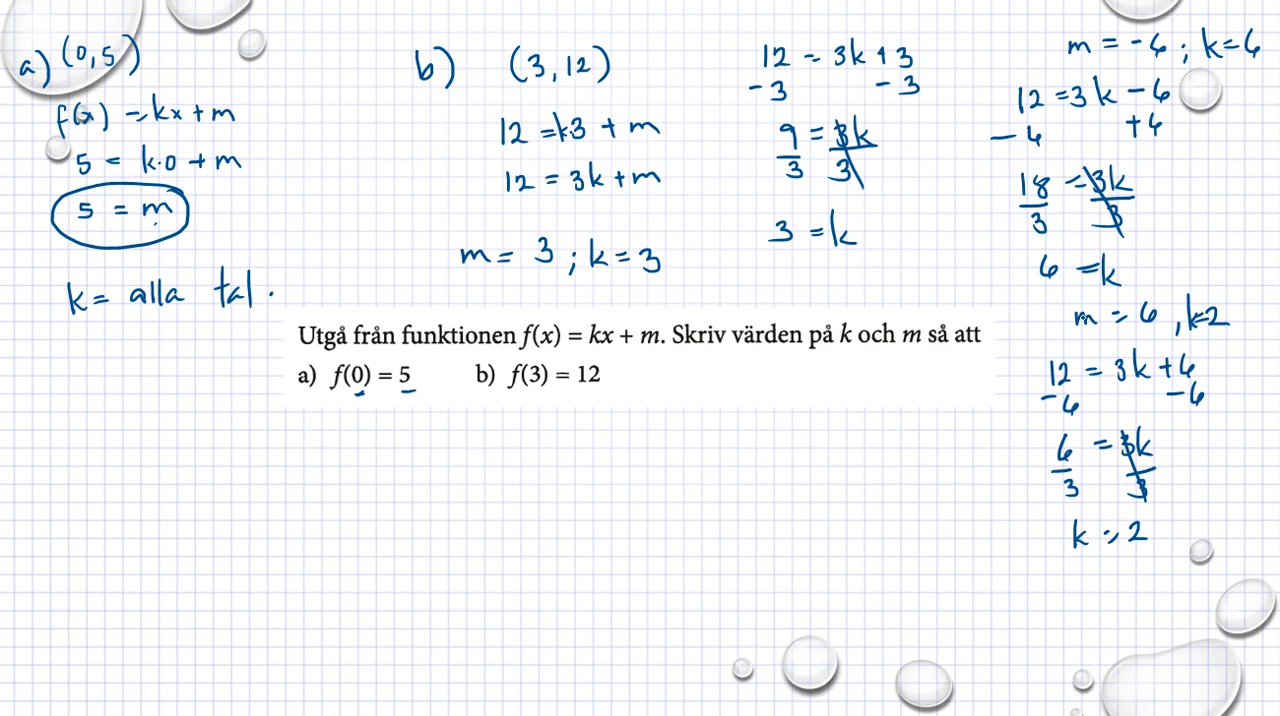 a) (0,5)
f(x) = kx + m
5 = k·0 + m
5 = m
k = alla tal.
b) (3,12)
12 = k3 + m
12 = 3k + m
m = 3 ; k = 3
12 = 3k + 3
-3 -3
9 = 3k
3 3
3 = k
m = -6 ; k = 6
12 = 3k - 6
-6 +6
18 = 3k
3 3
6 = k
m = 6 , k=2
12 = 3k + 6
-6 -6
6 = 3k
3 3
k = 2
Utgå från funktionen f(x) = kx + m. Skriv värden på k och m så att
a) f(0) = 5 b) f(3) = 12